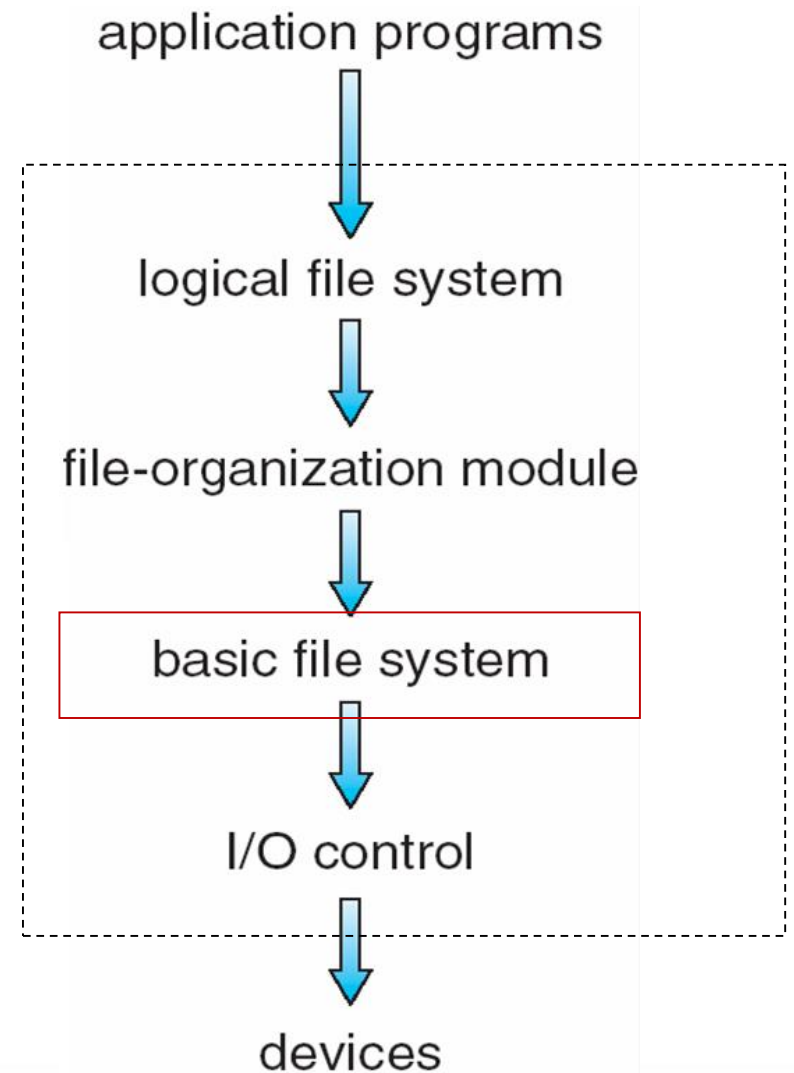 application programs
logical file system
file-organization module
basic file system
I/O control
devices